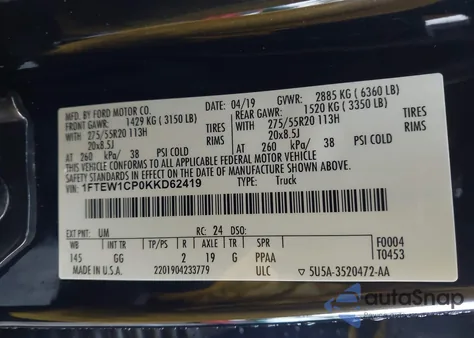 MFD. BY FORD MOTOR CO.
DATE: 04/19 GVWR: 2885 KG ( 6360 LB)
FRONT GAWR: 1429 KG ( 3150 LB) REAR GAWR: 1520 KG ( 3350 LB)
WITH 275/55R20 113H TIRES WITH 275/55R20 113H TIRES
20x8.5J RIMS 20x8.5J RIMS
AT 260 kPa/ 38 PSI COLD AT 260 kPa/ 38 PSI COLD
THIS VEHICLE CONFORMS TO ALL APPLICABLE FEDERAL MOTOR VEHICLE
SAFETY STANDARDS IN EFFECT ON THE DATE OF MANUFACTURE SHOWN ABOVE.
VIN: 1FTEW1CP0KKD62419 TYPE: Truck
EXT PNT: UM RC: 24 DSO: F0004
WB INT TR TP/PS R AXLE TR SPR T0453
145 GG 2 19 G PPAA
MADE IN U.S.A. 2201904233779 ULC 5U5A-3520472-AA
autoSnap